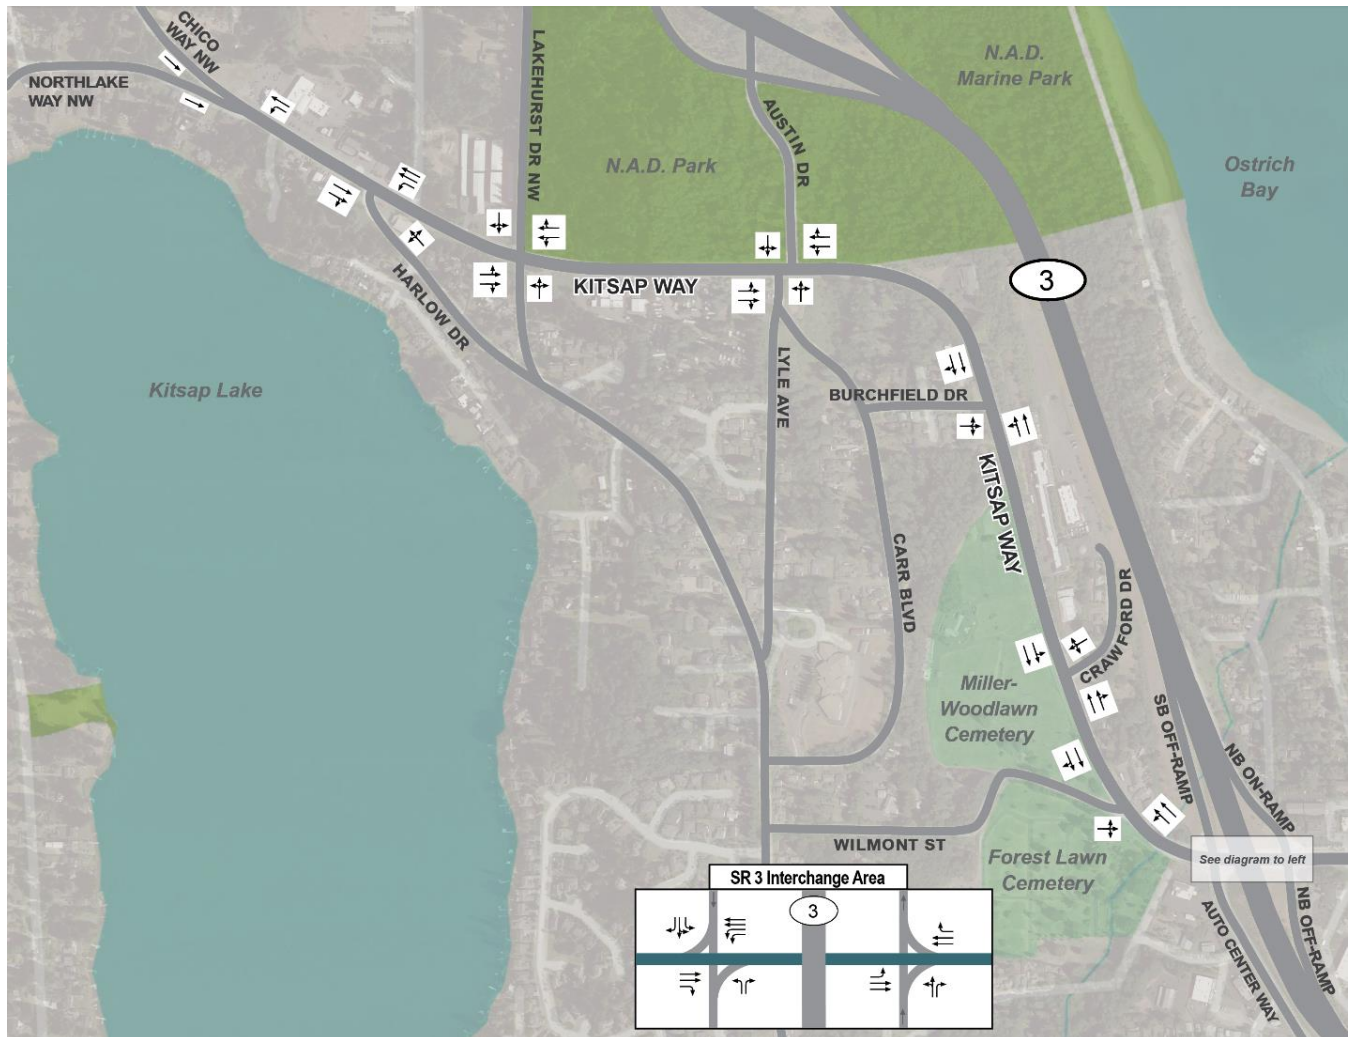 CHICO
WAY NW
NORTHLAKE
WAY NW
LAKEHURST DR NW
AUSTIN DR
N.A.D.
Marine Park
N.A.D. Park
Ostrich
Bay
3
KITSAP WAY
HARLOW DR
Kitsap Lake
LYLE AVE
BURCHFIELD DR
KITSAP WAY
CARR BLVD
CRAWFORD DR
Miller-
Woodlawn
Cemetery
SB OFF-RAMP
NB ON-RAMP
WILMONT ST
Forest Lawn
Cemetery
See diagram to left
NB OFF-RAMP
AUTO CENTER WAY
SR 3 Interchange Area
3